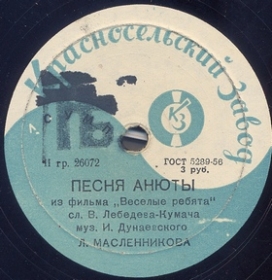 Красносельский Завод
КЗ
С
II гр. 26072
ГОСТ 5289-56
3 руб.
ПЕСНЯ АНЮТЫ
из фильма „Веселые ребята"
сл. В. Лебедева-Кумача
муз. И. Дунаевского
Л. МАСЛЕННИКОВА